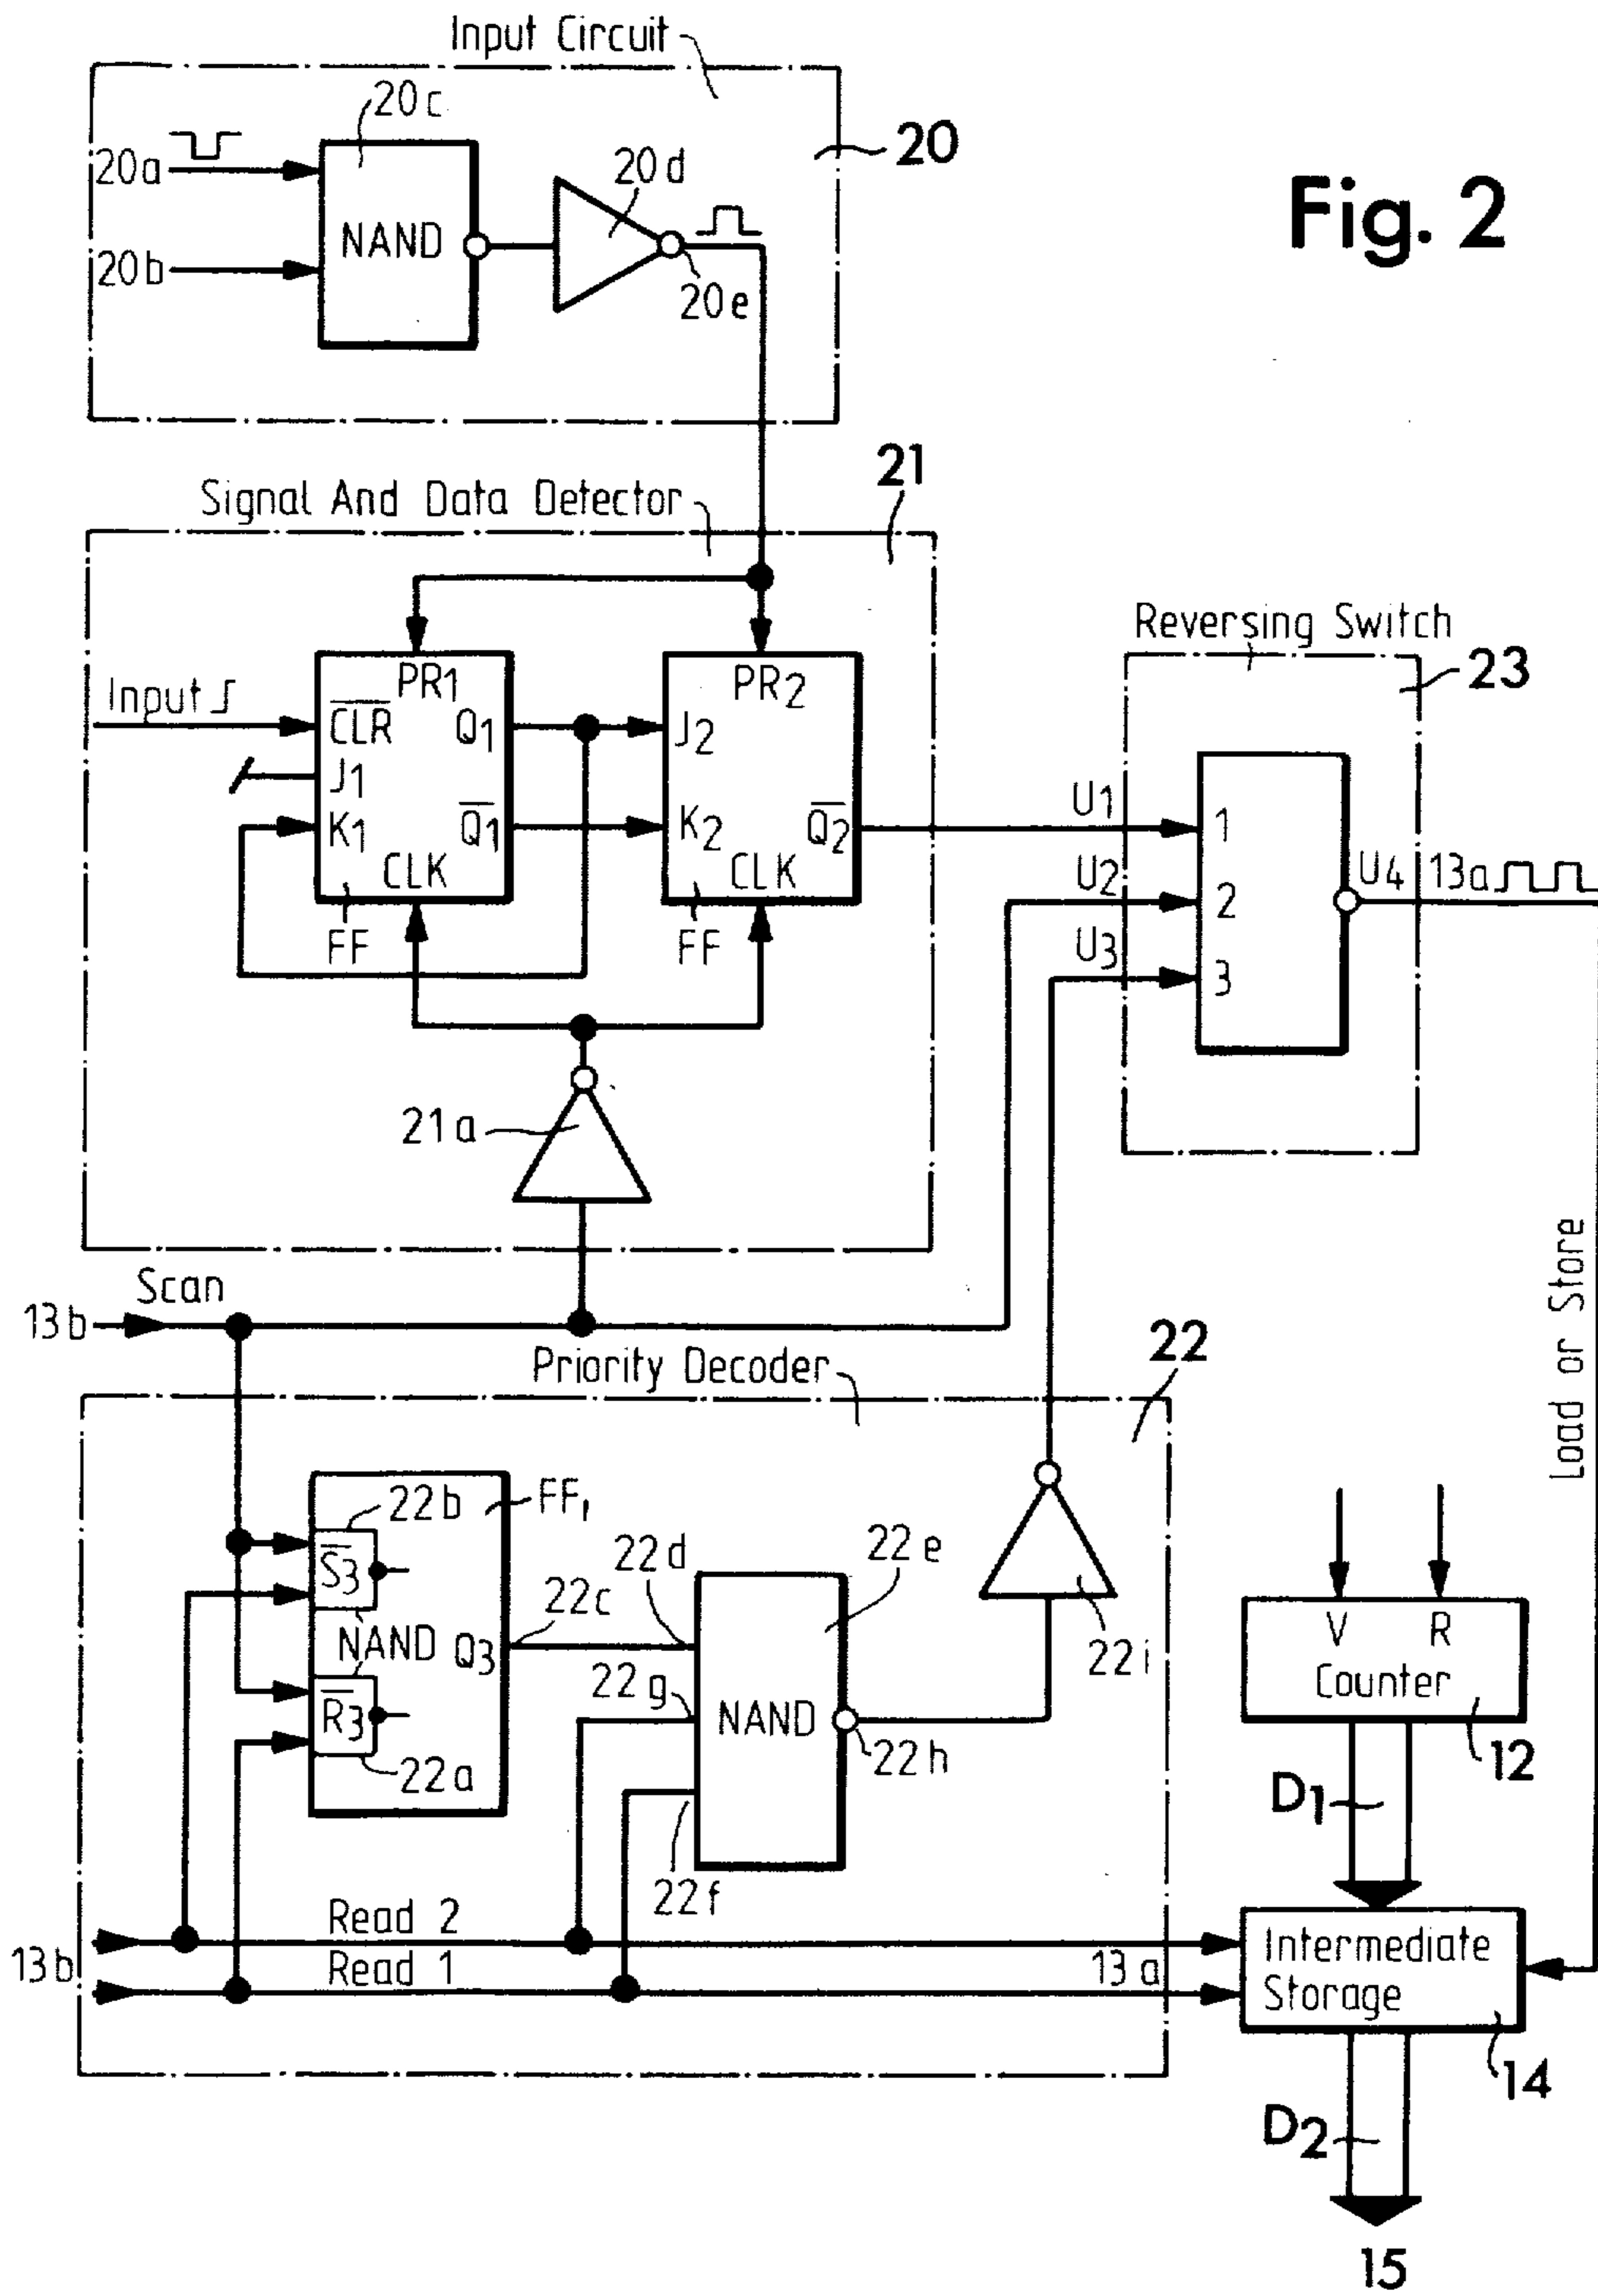 Input Circuit
20c
20a
20d
20
Fig. 2
NAND
20b
20e
21
Signal And Data Detector
Reversing Switch
23
Input
PR1
PR2
CLR
Q1
J2
J1
K1
Q1
K2
Q2
U1
1
CLK
CLK
U2
2
U4
13a
FF
FF
U3
3
21a
Scan
13b
Load or Store
Priority Decoder
22
22b
FF1
S3
22d
22e
22c
NAND
Q3
22i
V
R
Counter
22g
R3
NAND
22a
22h
12
D1
22f
Read 2
Intermediate
Storage
13b
Read 1
13a
14
D2
15